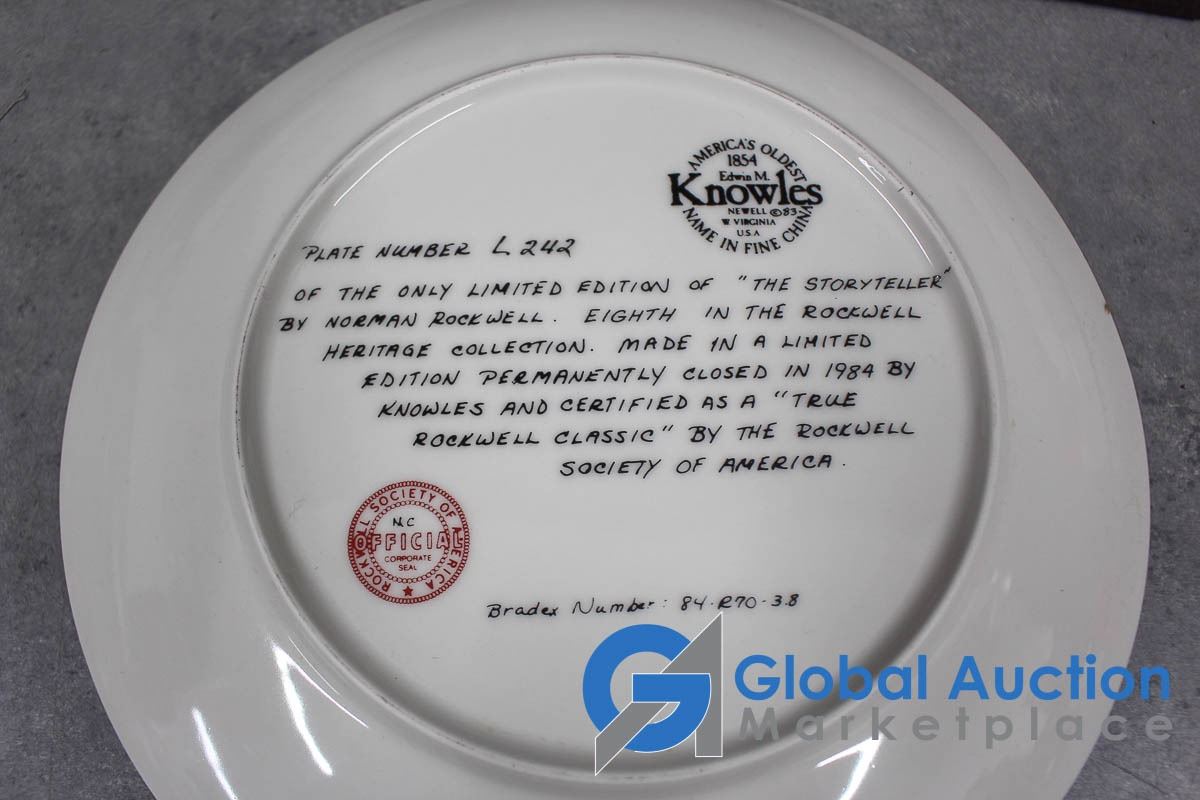 AMERICA'S OLDEST
1854
Edwin M.
Knowles
NEWELL © 83
W. VIRGINIA
U.S.A
NAME IN FINE CHINA
PLATE NUMBER L 242
OF THE ONLY LIMITED EDITION OF "THE STORYTELLER"
BY NORMAN ROCKWELL. EIGHTH IN THE ROCKWELL
HERITAGE COLLECTION. MADE IN A LIMITED
EDITION PERMANENTLY CLOSED IN 1984 BY
KNOWLES AND CERTIFIED AS A "TRUE
ROCKWELL CLASSIC" BY THE ROCKWELL
SOCIETY OF AMERICA.
ROCKWELL SOCIETY OF AMERICA
N.C
OFFICIAL
CORPORATE
SEAL
Bradex Number: 84-R70-3.8
GA
Global Auction
Marketplace